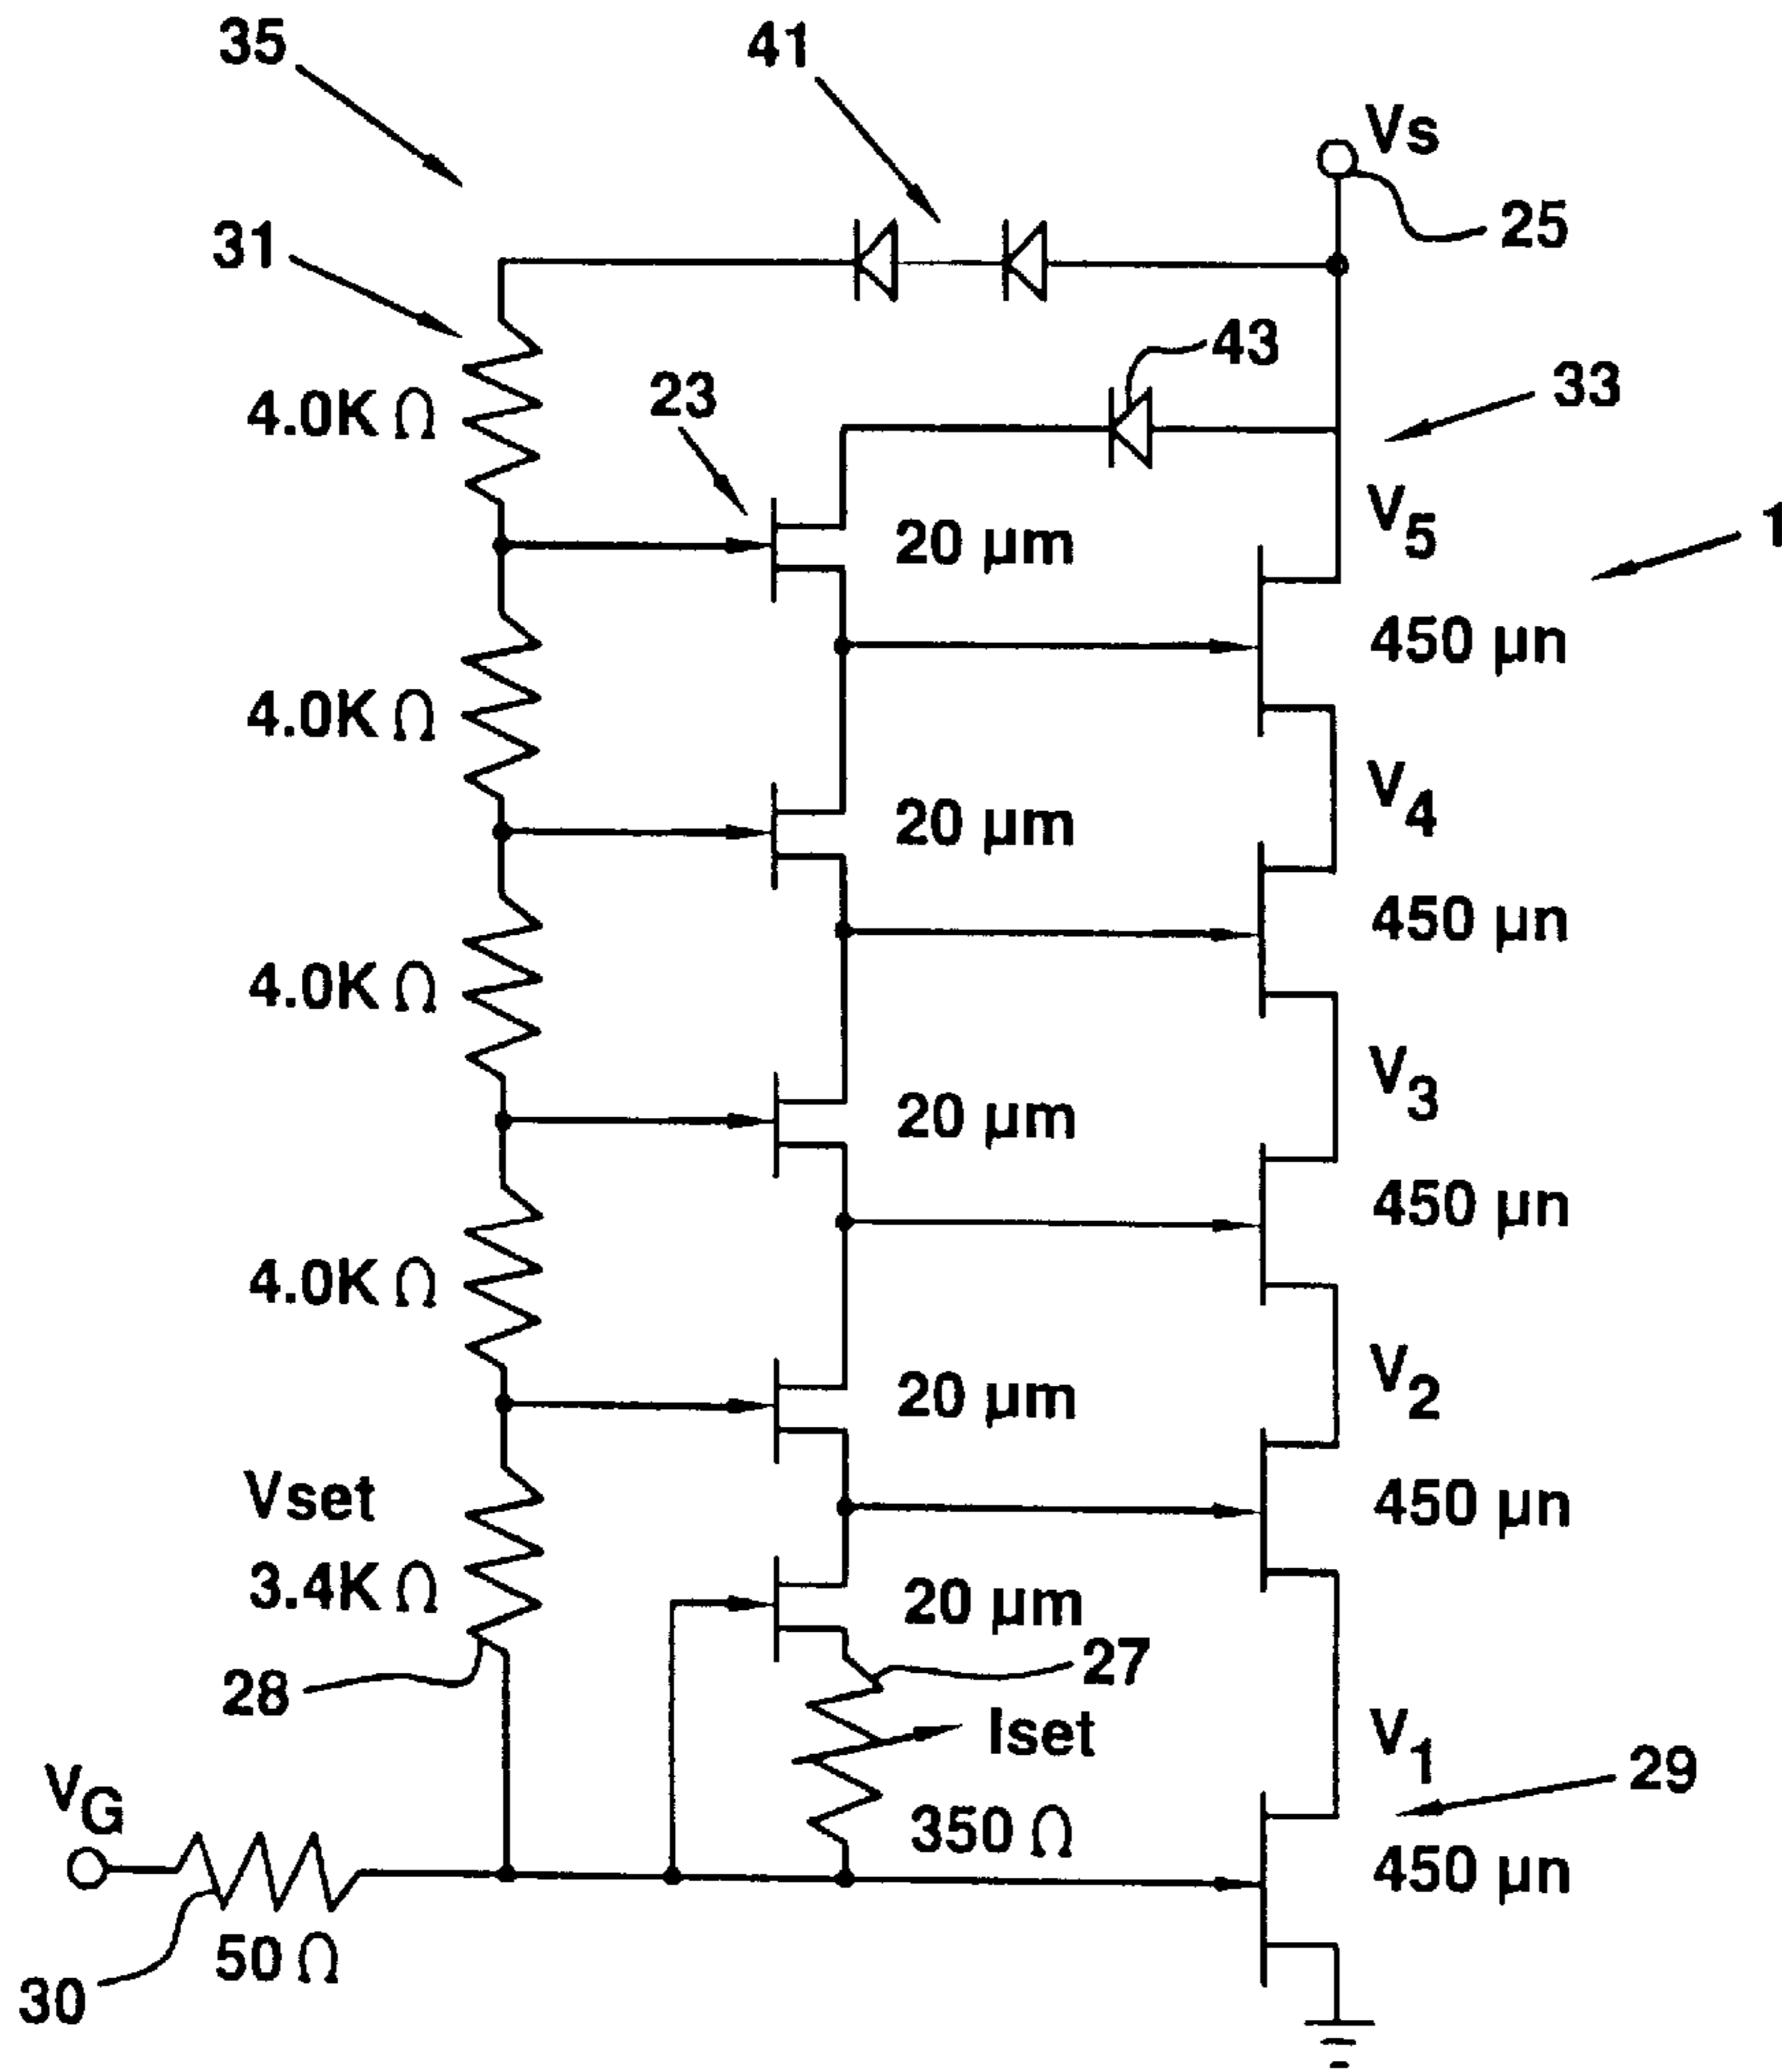 35
41
Vs
25
31
43
4.0K Ω
23
33
V5
1
20 µm
450 µn
4.0K Ω
V4
20 µm
450 µn
4.0K Ω
V3
20 µm
450 µn
4.0K Ω
V2
20 µm
Vset
450 µn
3.4K Ω
20 µm
27
28
Iset
V1
29
VG
350 Ω
450 µn
50 Ω
30